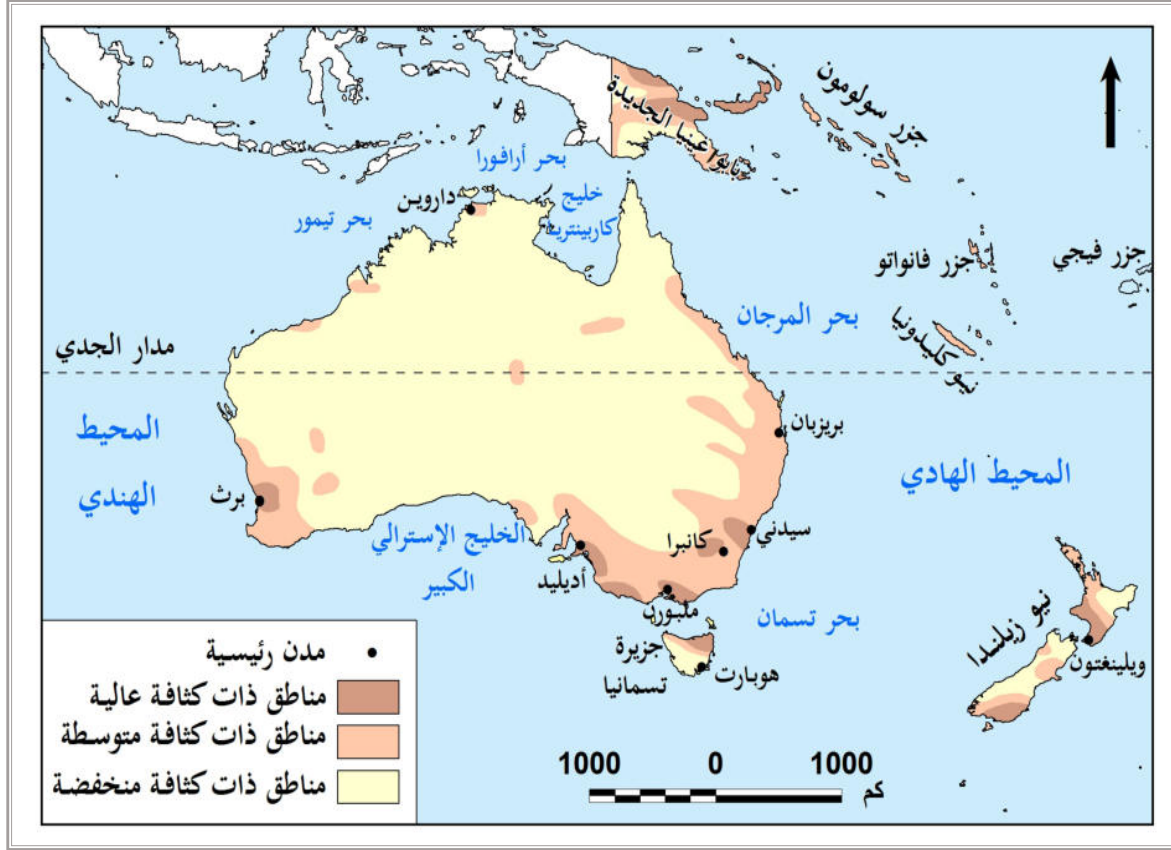 جزر سولومون
بابوا غينيا الجديدة
بحر أرافورا
خليج
كاربينتريا
داروين
بحر تيمور
جزر فانواتو
جزر فيجي
بحر المرجان
نيو كليدونيا
مدار الجدي
المحيط
الهندي
بريزبان
المحيط الهادي
برث
سيدني
كانبرا
الخليج الإسترالي
الكبير
أديليد
ملبورن
بحر تسمان
جزيرة
تسمانيا
هوبارت
نيو زيلندا
ويلينغتون
مدن رئيسية
مناطق ذات كثافة عالية
مناطق ذات كثافة متوسطة
مناطق ذات كثافة منخفضة
1000 0 1000
كم